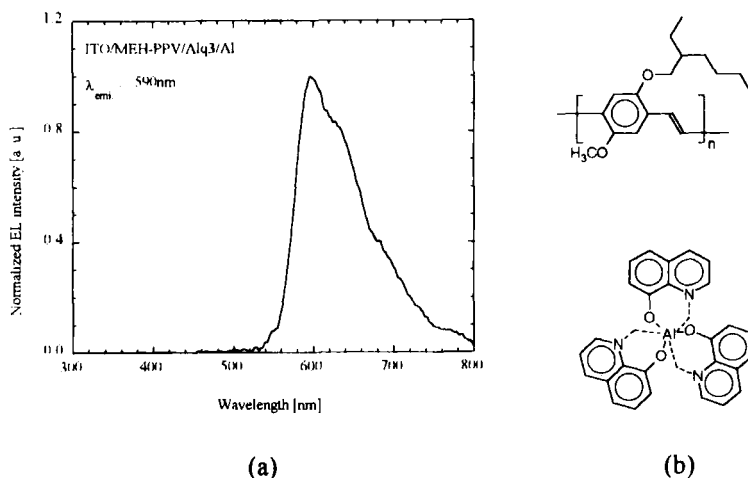 1.2
ITO/MEH-PPV/Alq3/Al
λemi. 590nm
0.8
0.4
0.0
300 400 500 600 700 800
Normalized EL intensity [a u]
Wavelength [nm]
(a)
O
H3CO
n
N
O
Al
O
N
O
N
(b)